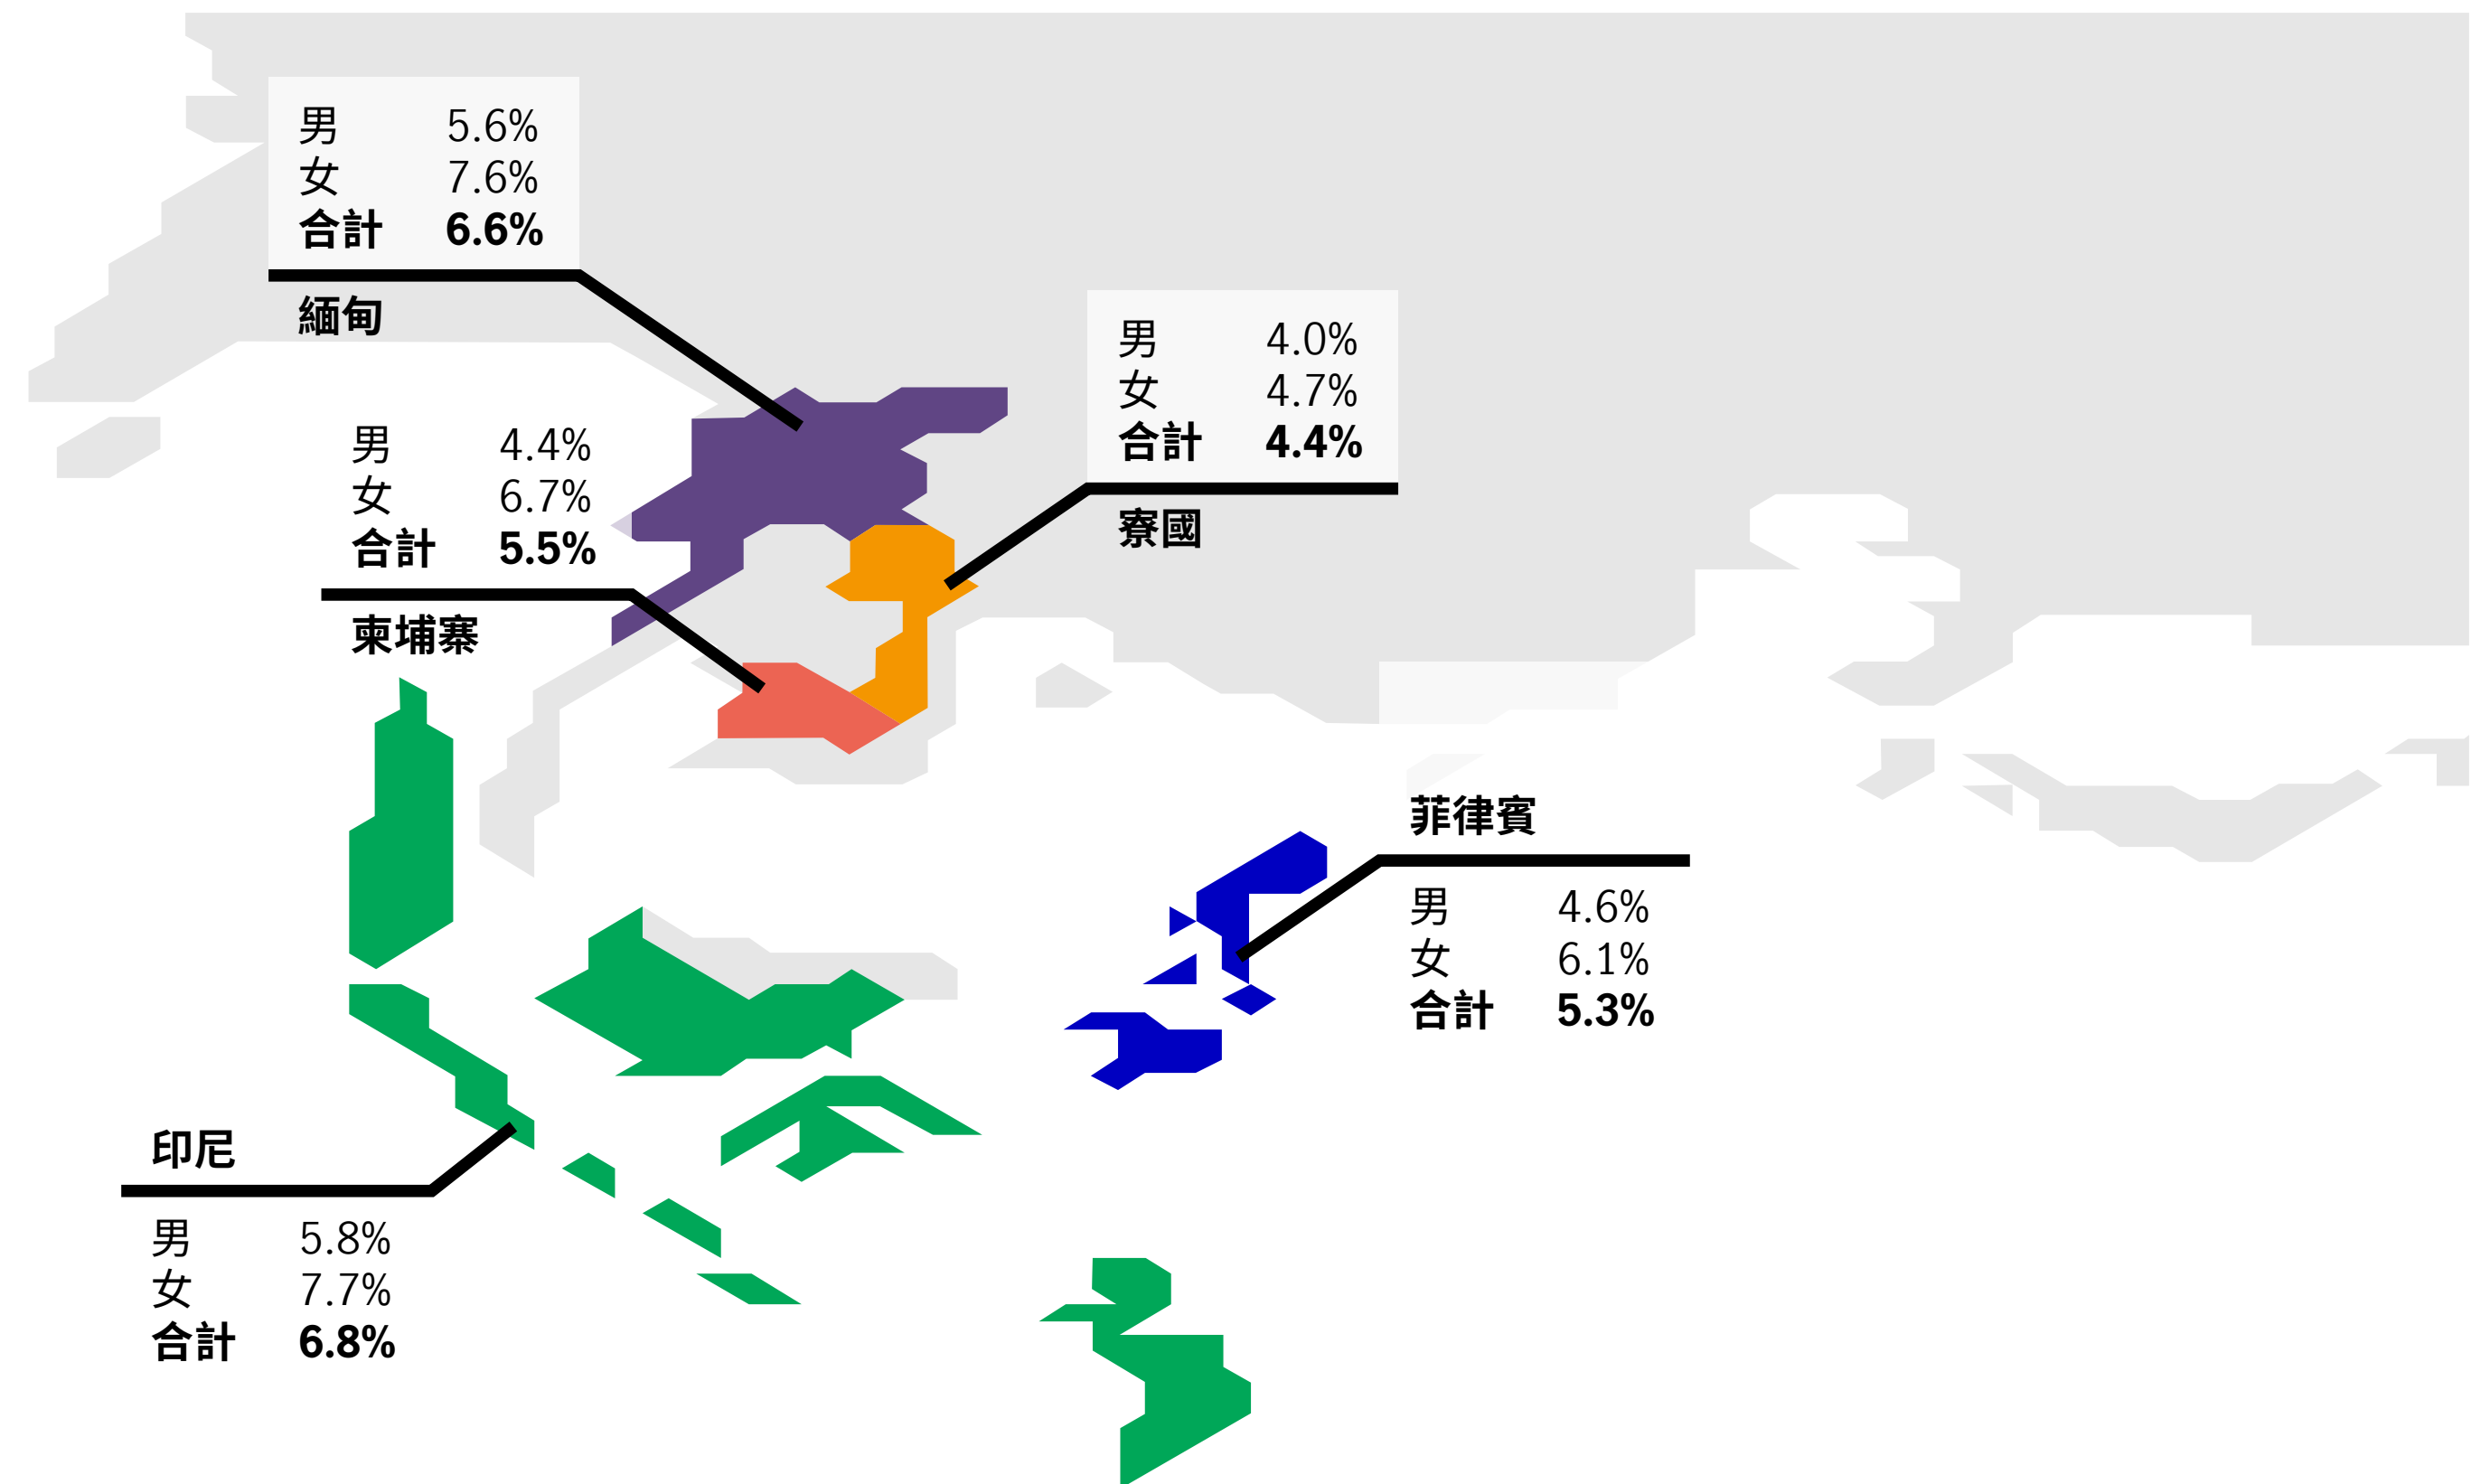 男 5.6%
女 7.6%
合計 6.6%
緬甸
男 4.0%
女 4.7%
合計 4.4%
寮國
男 4.4%
女 6.7%
合計 5.5%
柬埔寨
菲律賓
男 4.6%
女 6.1%
合計 5.3%
印尼
男 5.8%
女 7.7%
合計 6.8%